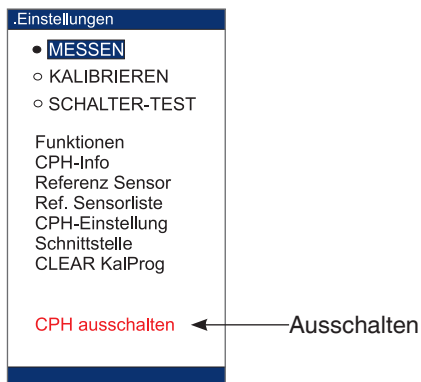 .Einstellungen
MESSEN
KALIBRIEREN
SCHALTER-TEST
Funktionen
CPH-Info
Referenz Sensor
Ref. Sensorliste
CPH-Einstellung
Schnittstelle
CLEAR KalProg
CPH ausschalten
Ausschalten